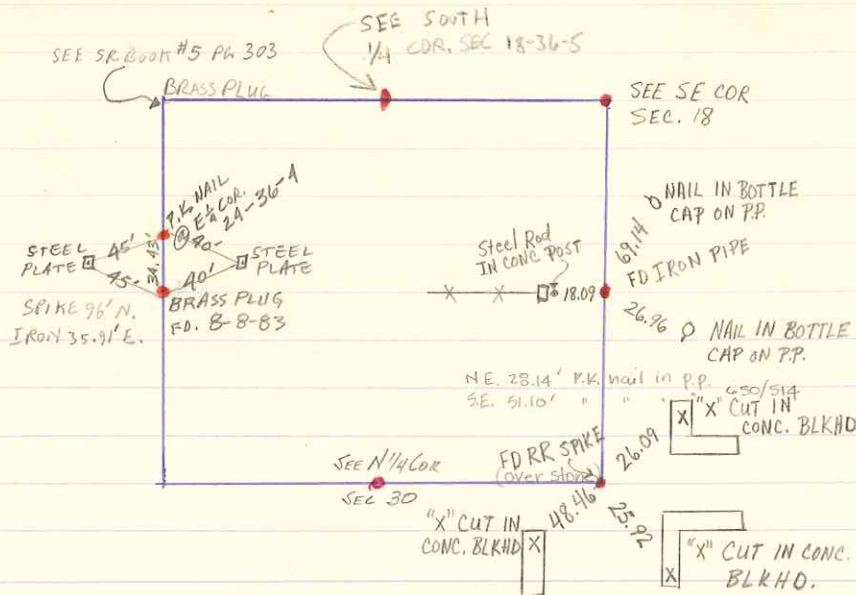 SEE SOUTH
1/4 COR. SEC 18-36-5
SEE SR. BOOK #5 PG 303
BRASS PLUG
SEE SE COR
SEC. 18
P.K. NAIL
E 1/4 COR.
24-36-4
STEEL
PLATE
45'
45'
34.43'
40'
40'
STEEL
PLATE
SPIKE 96' N.
IRON 35.91' E.
BRASS PLUG
FD. 8-8-83
Steel Rod
IN CONC POST
18.09
NAIL IN BOTTLE
CAP ON P.P.
69.14
FD IRON PIPE
26.96
NAIL IN BOTTLE
CAP ON P.P.
N.E. 28.14' P.K. nail in p.p.
S.E. 51.10' " " " 650/514
"X" CUT IN
CONC. BLKHD.
X
26.09
FD RR SPIKE
(over stone)
SEE N 1/4 COR
SEC 30
48.46
25.92
"X" CUT IN
CONC. BLKHD
X
"X" CUT IN CONC.
BLKHD.
X